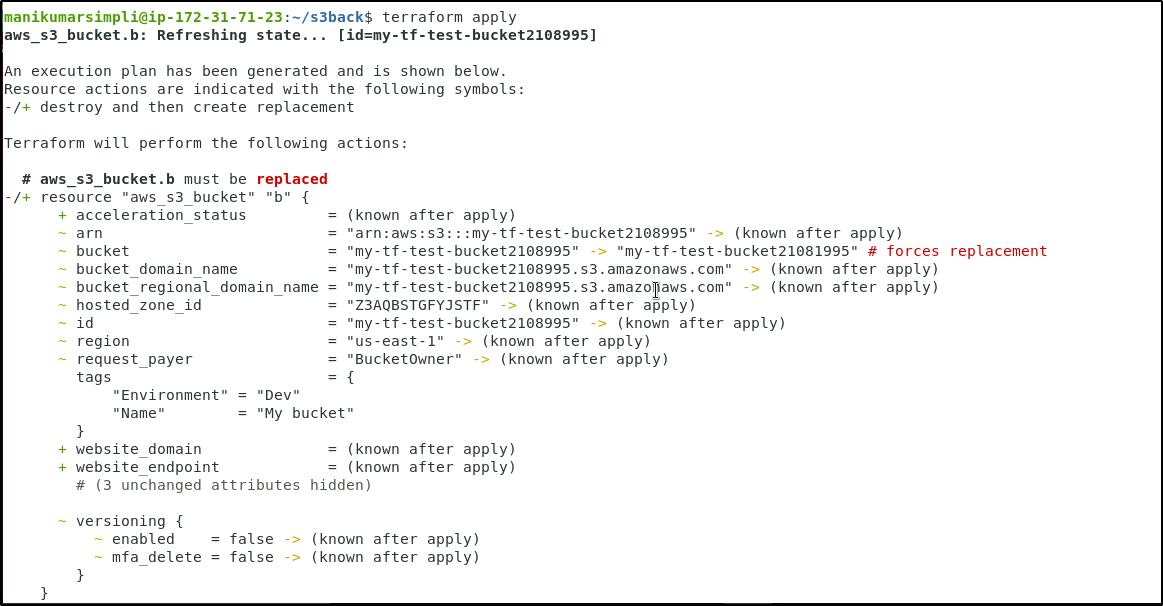 manikumarsimpli@ip-172-31-71-23:~/s3back$ terraform apply
aws_s3_bucket.b: Refreshing state... [id=my-tf-test-bucket2108995]

An execution plan has been generated and is shown below.
Resource actions are indicated with the following symbols:
-/+ destroy and then create replacement

Terraform will perform the following actions:

  # aws_s3_bucket.b must be replaced
-/+ resource "aws_s3_bucket" "b" {
      + acceleration_status         = (known after apply)
      ~ arn                         = "arn:aws:s3:::my-tf-test-bucket2108995" -> (known after apply)
      ~ bucket                      = "my-tf-test-bucket2108995" -> "my-tf-test-bucket21081995" # forces replacement
      ~ bucket_domain_name          = "my-tf-test-bucket2108995.s3.amazonaws.com" -> (known after apply)
      ~ bucket_regional_domain_name = "my-tf-test-bucket2108995.s3.amazonaws.com" -> (known after apply)
      ~ hosted_zone_id              = "Z3AQBSTGFYJSTF" -> (known after apply)
      ~ id                          = "my-tf-test-bucket2108995" -> (known after apply)
      ~ region                      = "us-east-1" -> (known after apply)
      ~ request_payer               = "BucketOwner" -> (known after apply)
        tags                        = {
            "Environment" = "Dev"
            "Name"        = "My bucket"
        }
      + website_domain              = (known after apply)
      + website_endpoint            = (known after apply)
        # (3 unchanged attributes hidden)

      ~ versioning {
          ~ enabled    = false -> (known after apply)
          ~ mfa_delete = false -> (known after apply)
        }
    }